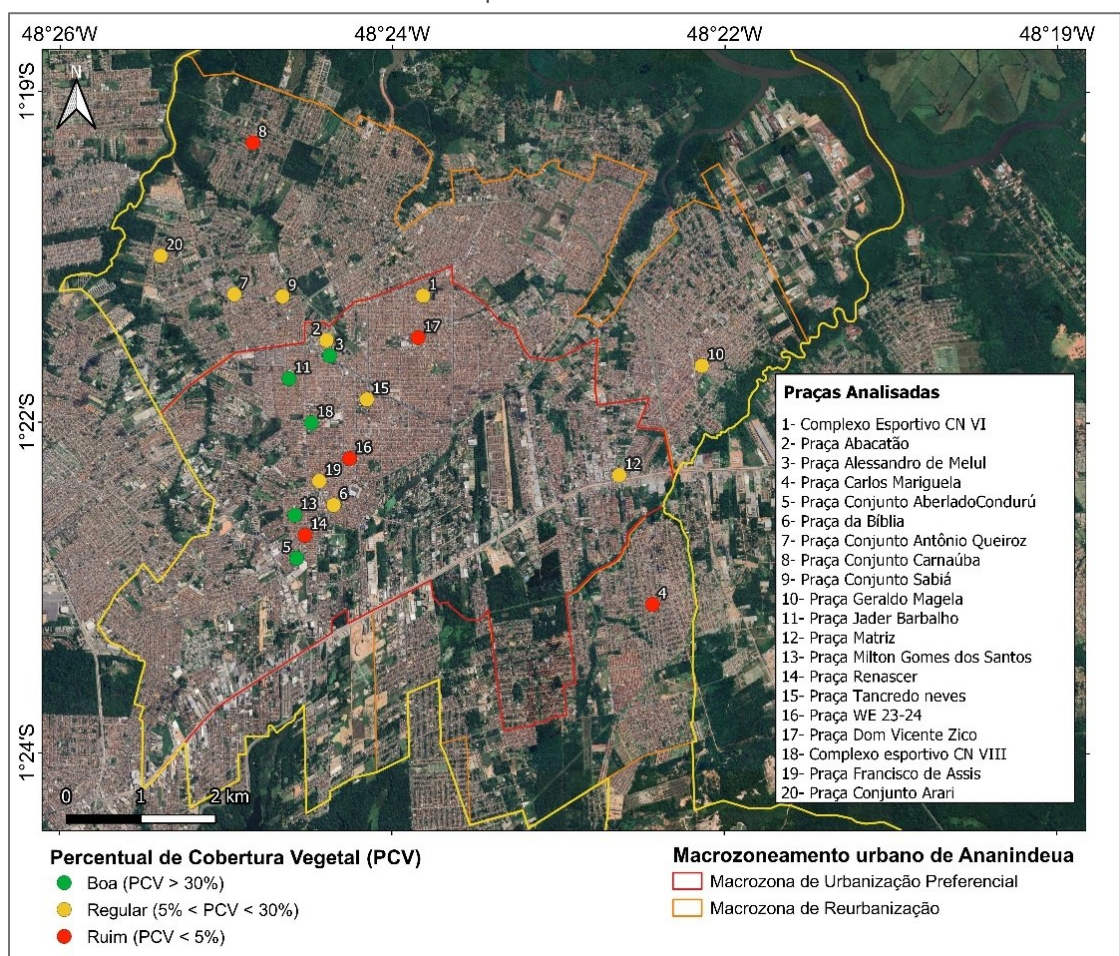 48°26'W 48°24'W 48°22'W 48°19'W
1°19'S
1°22'S
1°24'S
N
8
20
7
9
1
2
3
17
11
10
15
18
16
12
19
6
13
14
5
4
Praças Analisadas
1- Complexo Esportivo CN VI
2- Praça Abacatão
3- Praça Alessandro de Melul
4- Praça Carlos Mariguela
5- Praça Conjunto AberladoCondurú
6- Praça da Bíblia
7- Praça Conjunto Antônio Queiroz
8- Praça Conjunto Carnaúba
9- Praça Conjunto Sabiá
10- Praça Geraldo Magela
11- Praça Jader Barbalho
12- Praça Matriz
13- Praça Milton Gomes dos Santos
14- Praça Renascer
15- Praça Tancredo neves
16- Praça WE 23-24
17- Praça Dom Vicente Zico
18- Complexo esportivo CN VIII
19- Praça Francisco de Assis
20- Praça Conjunto Arari
0 1 2 km
Percentual de Cobertura Vegetal (PCV)
Boa (PCV > 30%)
Regular (5% < PCV < 30%)
Ruim (PCV < 5%)
Macrozoneamento urbano de Ananindeua
Macrozona de Urbanização Preferencial
Macrozona de Reurbanização